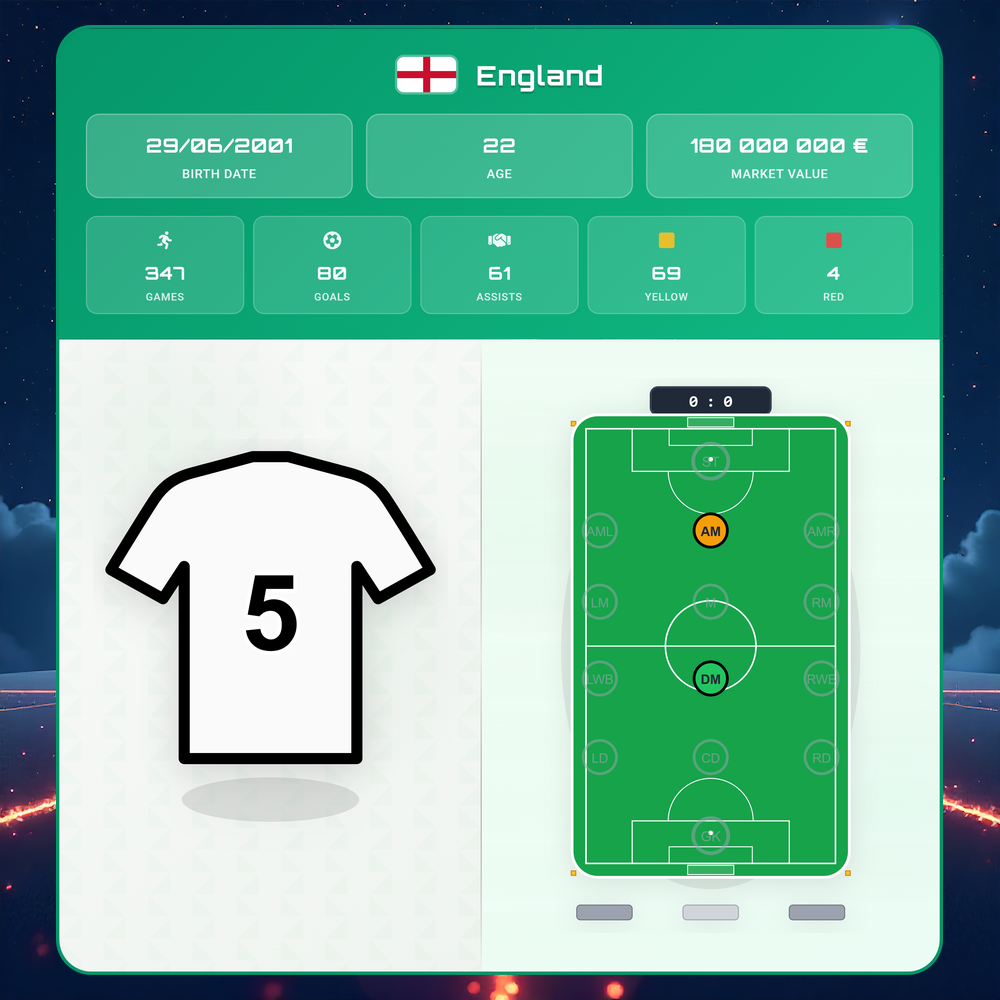 England
29/06/2001
BIRTH DATE
22
AGE
180 000 000 €
MARKET VALUE
347
GAMES
80
GOALS
61
ASSISTS
69
YELLOW
4
RED
5
0 : 0
ST
AML
AM
AMR
LM
M
RM
LWB
DM
RWB
LD
CD
RD
GK